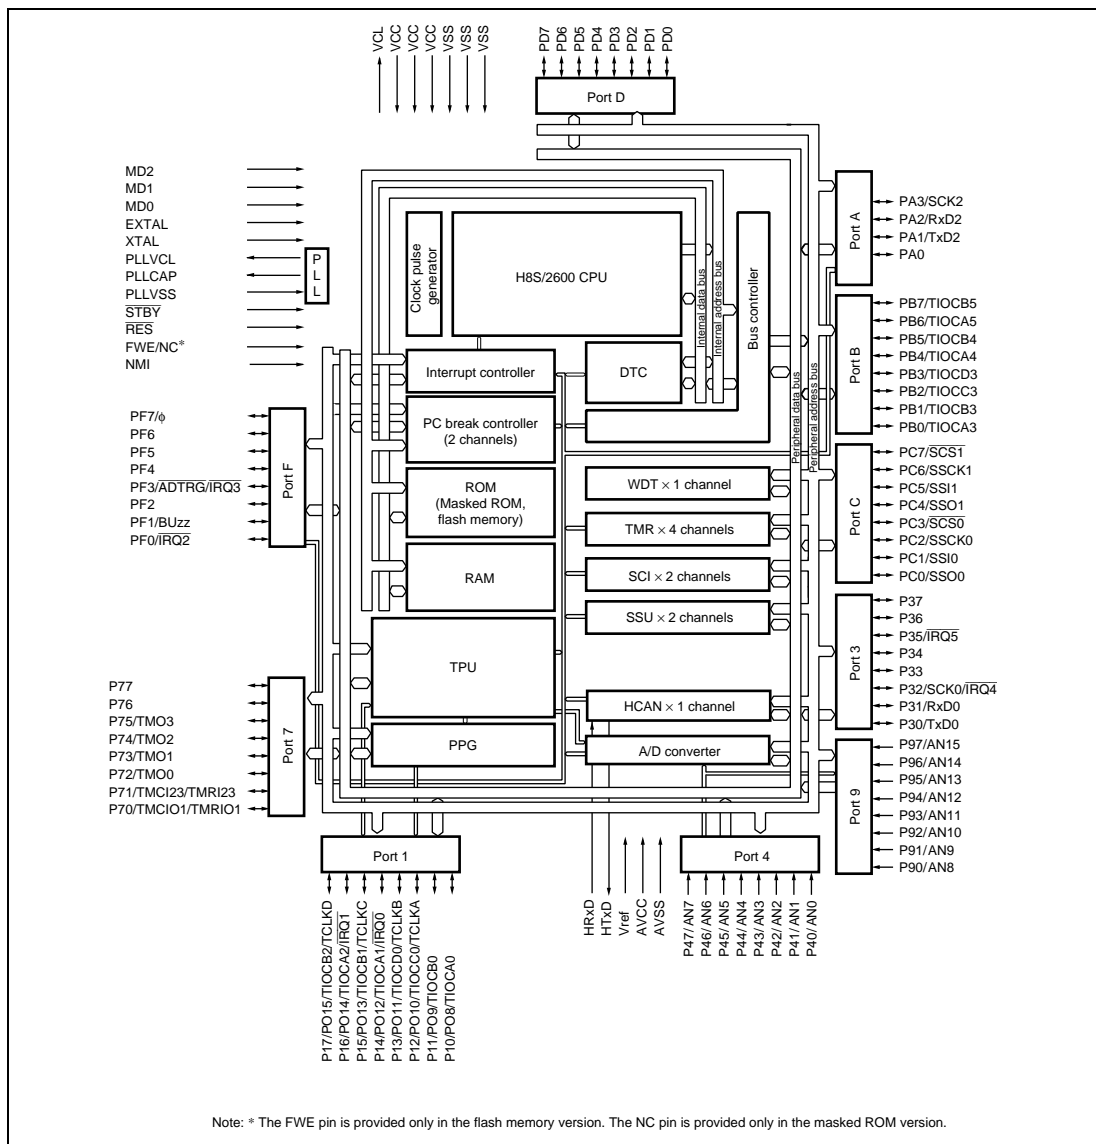 VCL
VCC
VCC
VCC
VSS
VSS
VSS
PD7
PD6
PD5
PD4
PD3
PD2
PD1
PD0
Port D
MD2
MD1
MD0
EXTAL
XTAL
PLLVCL
PLLCAP
PLLVSS
STBY
RES
FWE/NC*
NMI
P
L
L
Clock pulse
generator
H8S/2600 CPU
Internal data bus
Internal address bus
Bus controller
Port A
PA3/SCK2
PA2/RxD2
PA1/TxD2
PA0
Interrupt controller
DTC
PC break controller
(2 channels)
Peripheral data bus
Peripheral address bus
Port B
PB7/TIOCB5
PB6/TIOCA5
PB5/TIOCB4
PB4/TIOCA4
PB3/TIOCD3
PB2/TIOCC3
PB1/TIOCB3
PB0/TIOCA3
PF7/ϕ
PF6
PF5
PF4
PF3/ADTRG/IRQ3
PF2
PF1/BUzz
PF0/IRQ2
Port F
ROM
(Masked ROM,
flash memory)
RAM
WDT × 1 channel
TMR × 4 channels
SCI × 2 channels
SSU × 2 channels
Port C
PC7/SCS1
PC6/SSCK1
PC5/SSI1
PC4/SSO1
PC3/SCS0
PC2/SSCK0
PC1/SSI0
PC0/SSO0
TPU
PPG
HCAN × 1 channel
A/D converter
Port 3
P37
P36
P35/IRQ5
P34
P33
P32/SCK0/IRQ4
P31/RxD0
P30/TxD0
P77
P76
P75/TMO3
P74/TMO2
P73/TMO1
P72/TMO0
P71/TMCI23/TMRI23
P70/TMCIO1/TMRIO1
Port 7
Port 9
P97/AN15
P96/AN14
P95/AN13
P94/AN12
P93/AN11
P92/AN10
P91/AN9
P90/AN8
Port 1
Port 4
P17/PO15/TIOCB2/TCLKD
P16/PO14/TIOCA2/IRQ1
P15/PO13/TIOCB1/TCLKC
P14/PO12/TIOCA1/IRQ0
P13/PO11/TIOCD0/TCLKB
P12/PO10/TIOCC0/TCLKA
P11/PO9/TIOCB0
P10/PO8/TIOCA0
HRxD
HTxD
Vref
AVCC
AVSS
P47/AN7
P46/AN6
P45/AN5
P44/AN4
P43/AN3
P42/AN2
P41/AN1
P40/AN0
Note: * The FWE pin is provided only in the flash memory version. The NC pin is provided only in the masked ROM version.